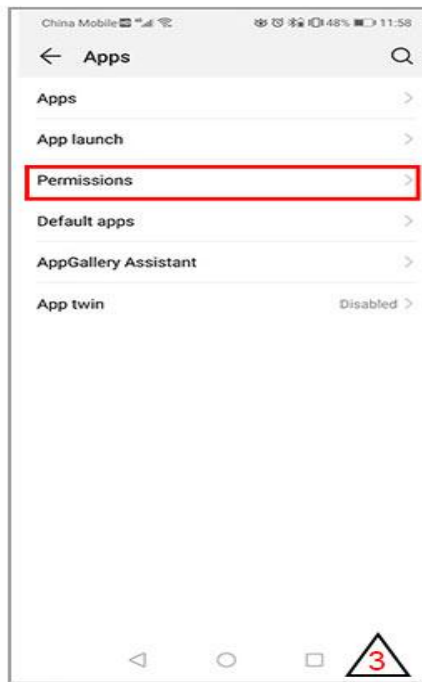 China Mobile 48% 11:58
Apps
Apps
App launch
Permissions
Default apps
AppGallery Assistant
App twin Disabled
3